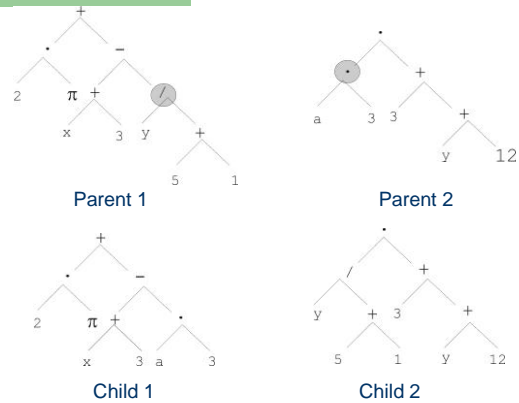 +
· −
2 π + /
x 3 y +
5 1
Parent 1
·
· +
a 3 3 +
y 12
Parent 2
+
· −
2 π + ·
x 3 a 3
Child 1
·
/ +
y + 3 +
5 1 y 12
Child 2